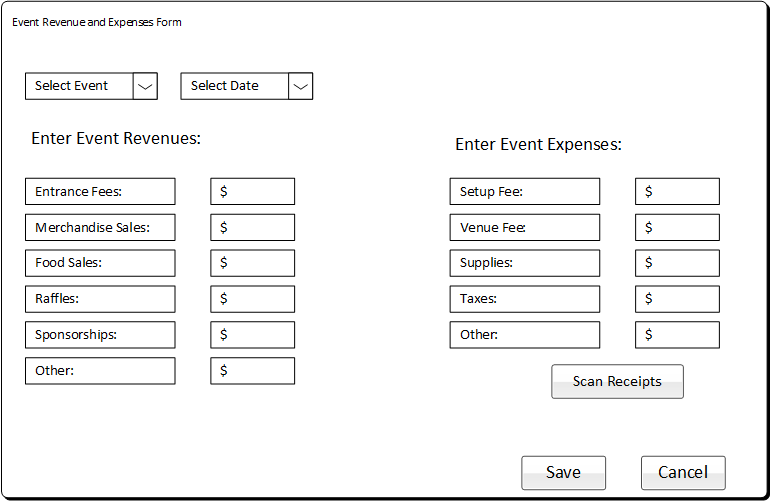 Event Revenue and Expenses Form
Select Event
Select Date
Enter Event Revenues:
Entrance Fees: $
Merchandise Sales: $
Food Sales: $
Raffles: $
Sponsorships: $
Other: $
Enter Event Expenses:
Setup Fee: $
Venue Fee: $
Supplies: $
Taxes: $
Other: $
Scan Receipts
Save
Cancel